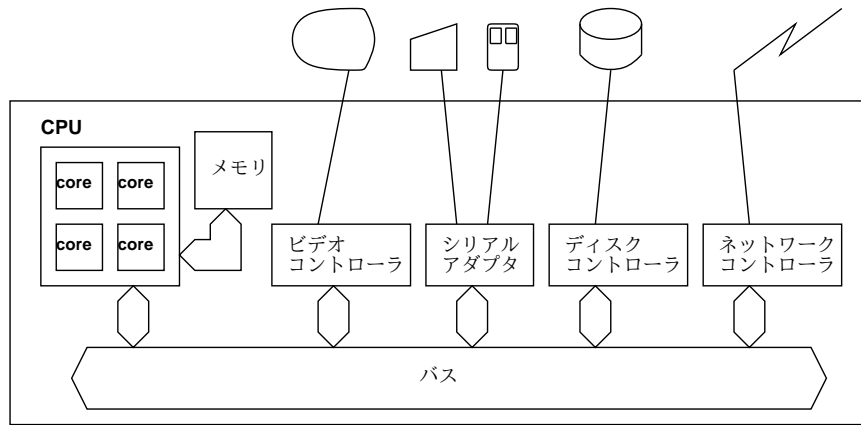 CPU
core
core
core
core
メモリ
ビデオ
コントローラ
シリアル
アダプタ
ディスク
コントローラ
ネットワーク
コントローラ
バス